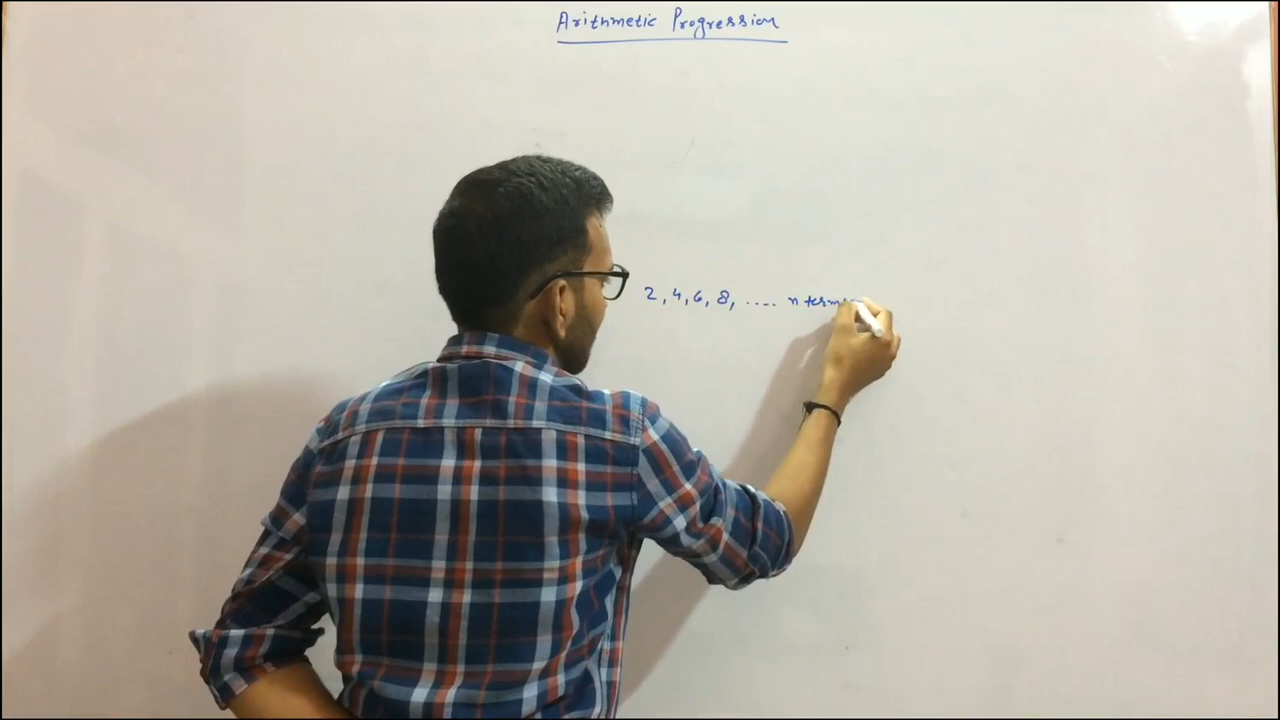 Arithmetic Progression
2, 4, 6, 8, .... n terms